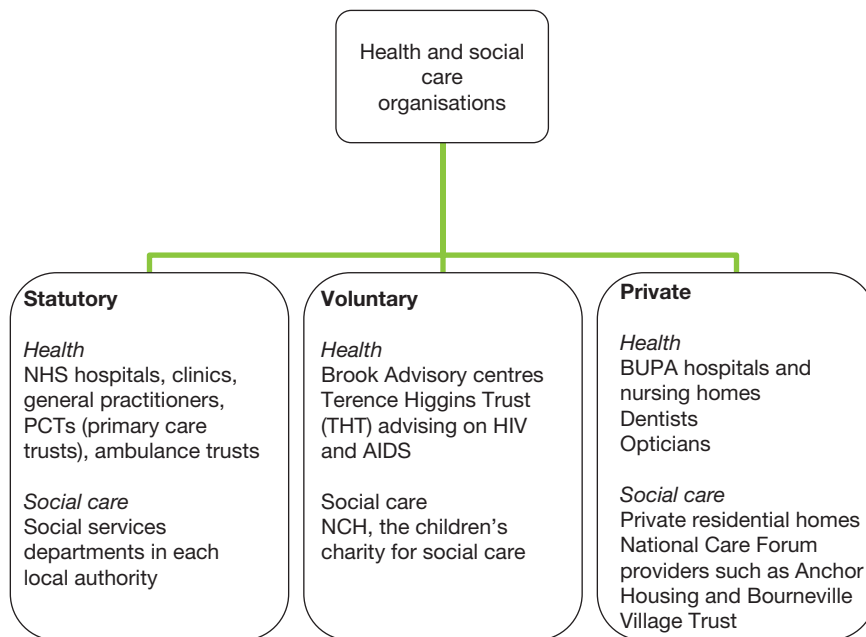 Health and social
care
organisations
Statutory
Health
NHS hospitals, clinics,
general practitioners,
PCTs (primary care
trusts), ambulance trusts
Social care
Social services
departments in each
local authority
Voluntary
Health
Brook Advisory centres
Terence Higgins Trust
(THT) advising on HIV
and AIDS
Social care
NCH, the children’s
charity for social care
Private
Health
BUPA hospitals and
nursing homes
Dentists
Opticians
Social care
Private residential homes
National Care Forum
providers such as Anchor
Housing and Bourneville
Village Trust